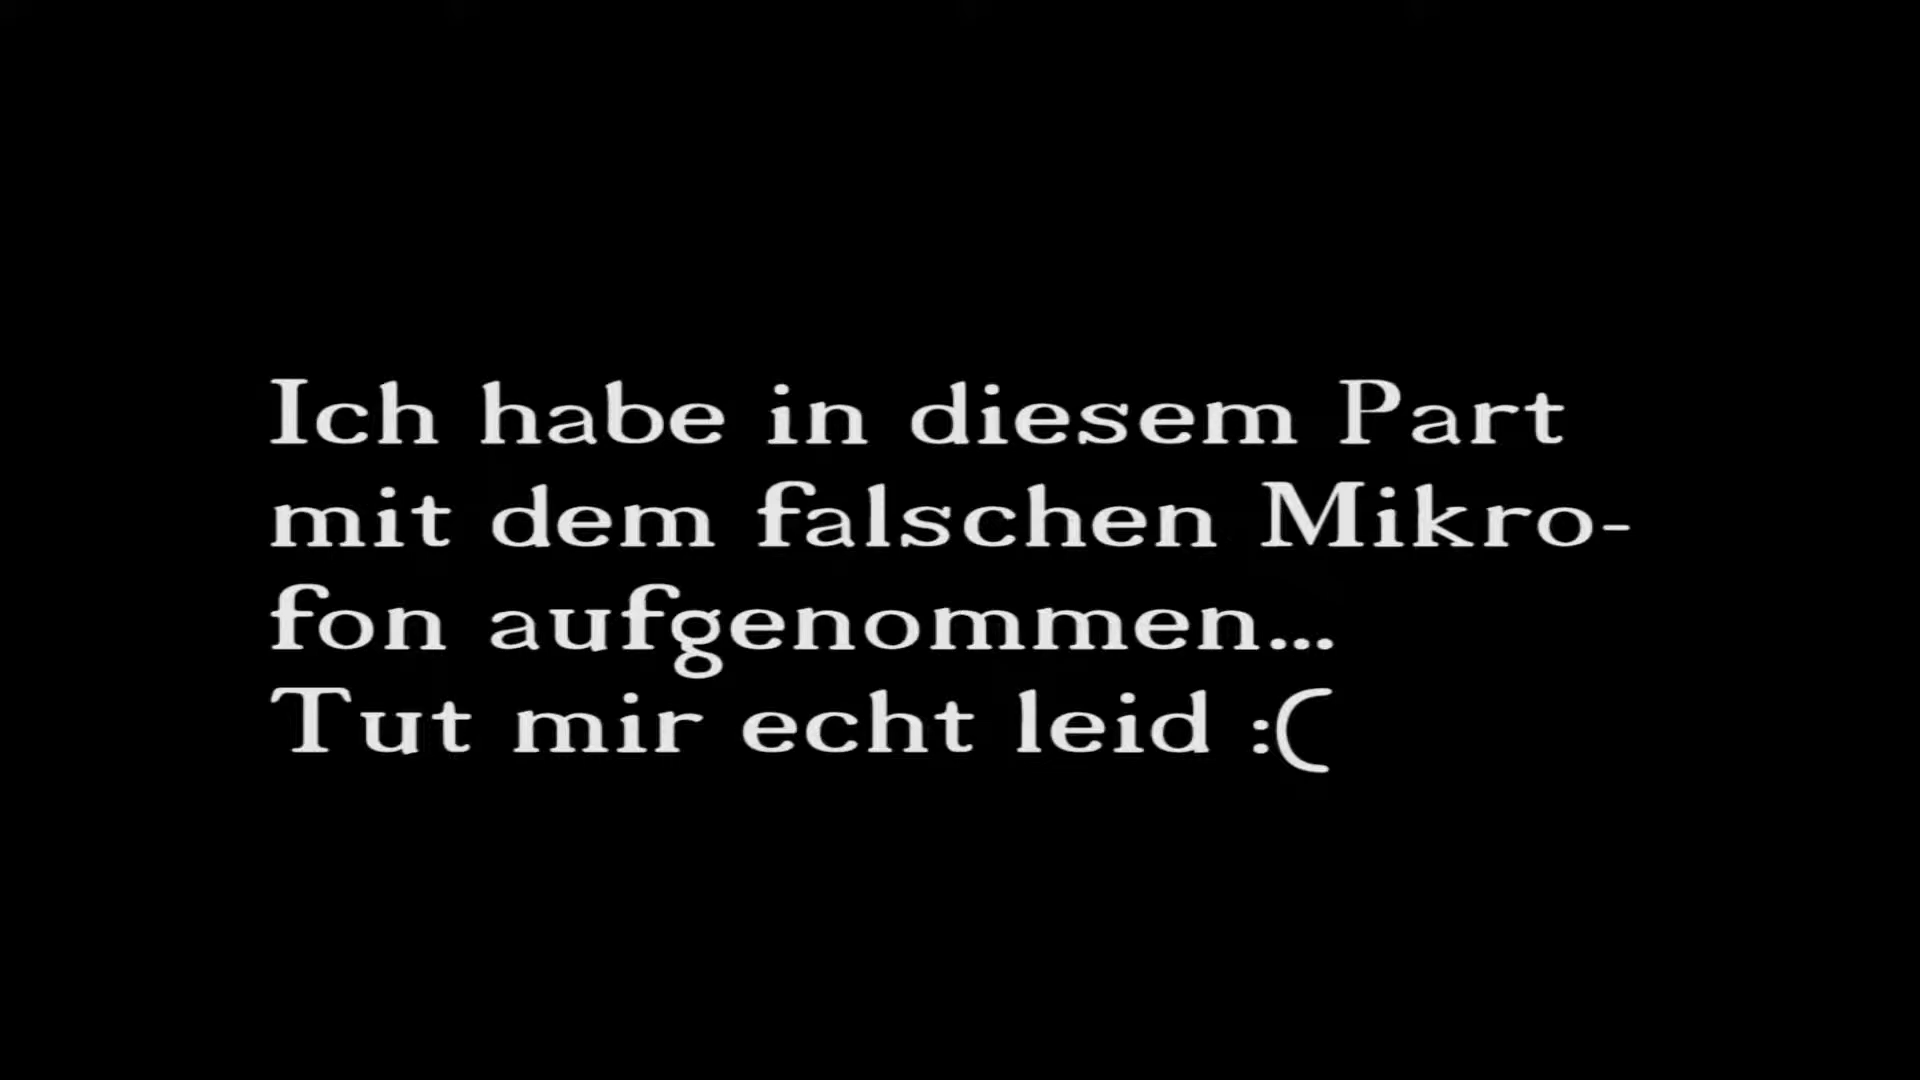 Ich habe in diesem Part
mit dem falschen Mikro-
fon aufgenommen...
Tut mir echt leid :(